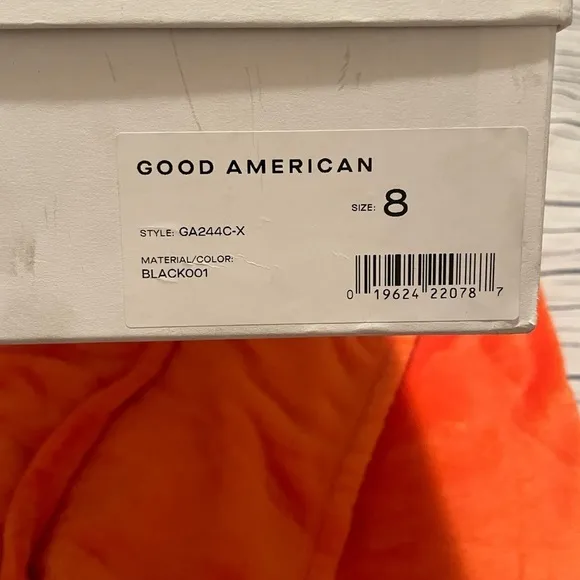 GOOD AMERICAN
SIZE: 8
STYLE: GA244C-X
MATERIAL/COLOR:
BLACK001
0 19624 22078 7